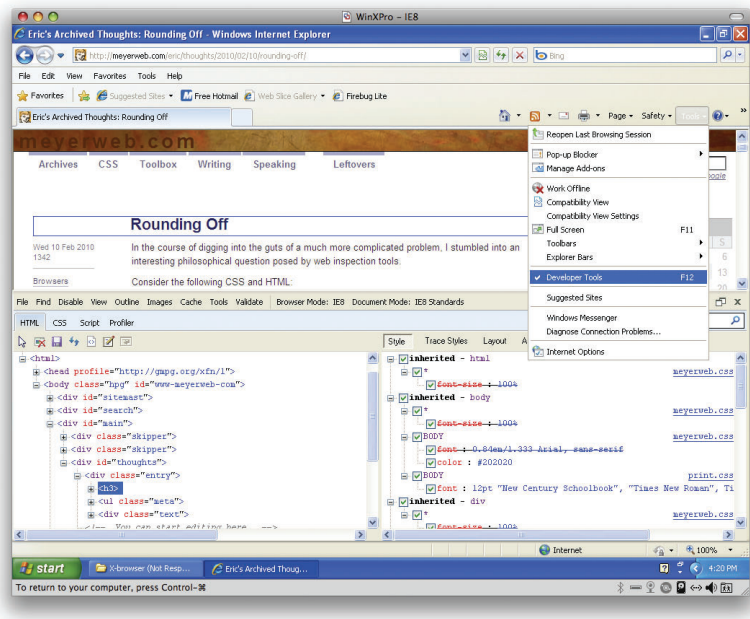 WinXPro – IE8
Eric's Archived Thoughts: Rounding Off - Windows Internet Explorer
http://meyerweb.com/eric/thoughts/2010/02/10/rounding-off/
Bing
File Edit View Favorites Tools Help
Favorites Suggested Sites Free Hotmail Web Slice Gallery Firebug Lite
Eric's Archived Thoughts: Rounding Off
Page Safety Tools
meyerweb.com
Archives CSS Toolbox Writing Speaking Leftovers
Reopen Last Browsing Session
Pop-up Blocker
Manage Add-ons
Work Offline
Compatibility View
Compatibility View Settings
Full Screen F11
Toolbars
Explorer Bars
Developer Tools F12
Suggested Sites
Windows Messenger
Diagnose Connection Problems...
Internet Options
S
6
13
20
Rounding Off
Wed 10 Feb 2010
1342
In the course of digging into the guts of a much more complicated problem, I stumbled into an
interesting philosophical question posed by web inspection
tools.
Browsers
Consider the following CSS and HTML:
File Find Disable View Outline Images Cache Tools Validate Browser Mode: IE8 Document Mode: IE8 Standards
HTML CSS Script Profiler
Style Trace Styles Layout A
<html>
<head profile="http://gmpg.org/xfn/1">
<body class="hpg" id="www-meyerweb-com">
<div id="sitemast">
<div id="search">
<div id="main">
<div class="skipper">
<div class="skipper">
<div id="thoughts">
<div class="entry">
<h3>
<ul class="meta">
<div class="text">
<!-- You can start editing here. -->
inherited - html
* meyerweb.css
font-size : 100%
inherited - body
* meyerweb.css
font-size : 100%
BODY meyerweb.css
font : 0.84em/1.333 Arial, sans-serif
color : #202020
BODY print.css
font : 12pt "New Century Schoolbook", "Times New Roman", Ti
inherited - div
* meyerweb.css
font-size : 100%
Internet 100%
start X-browser (Not Resp... Eric's Archived Thoug... 4:20 PM
To return to your computer, press Control-⌘